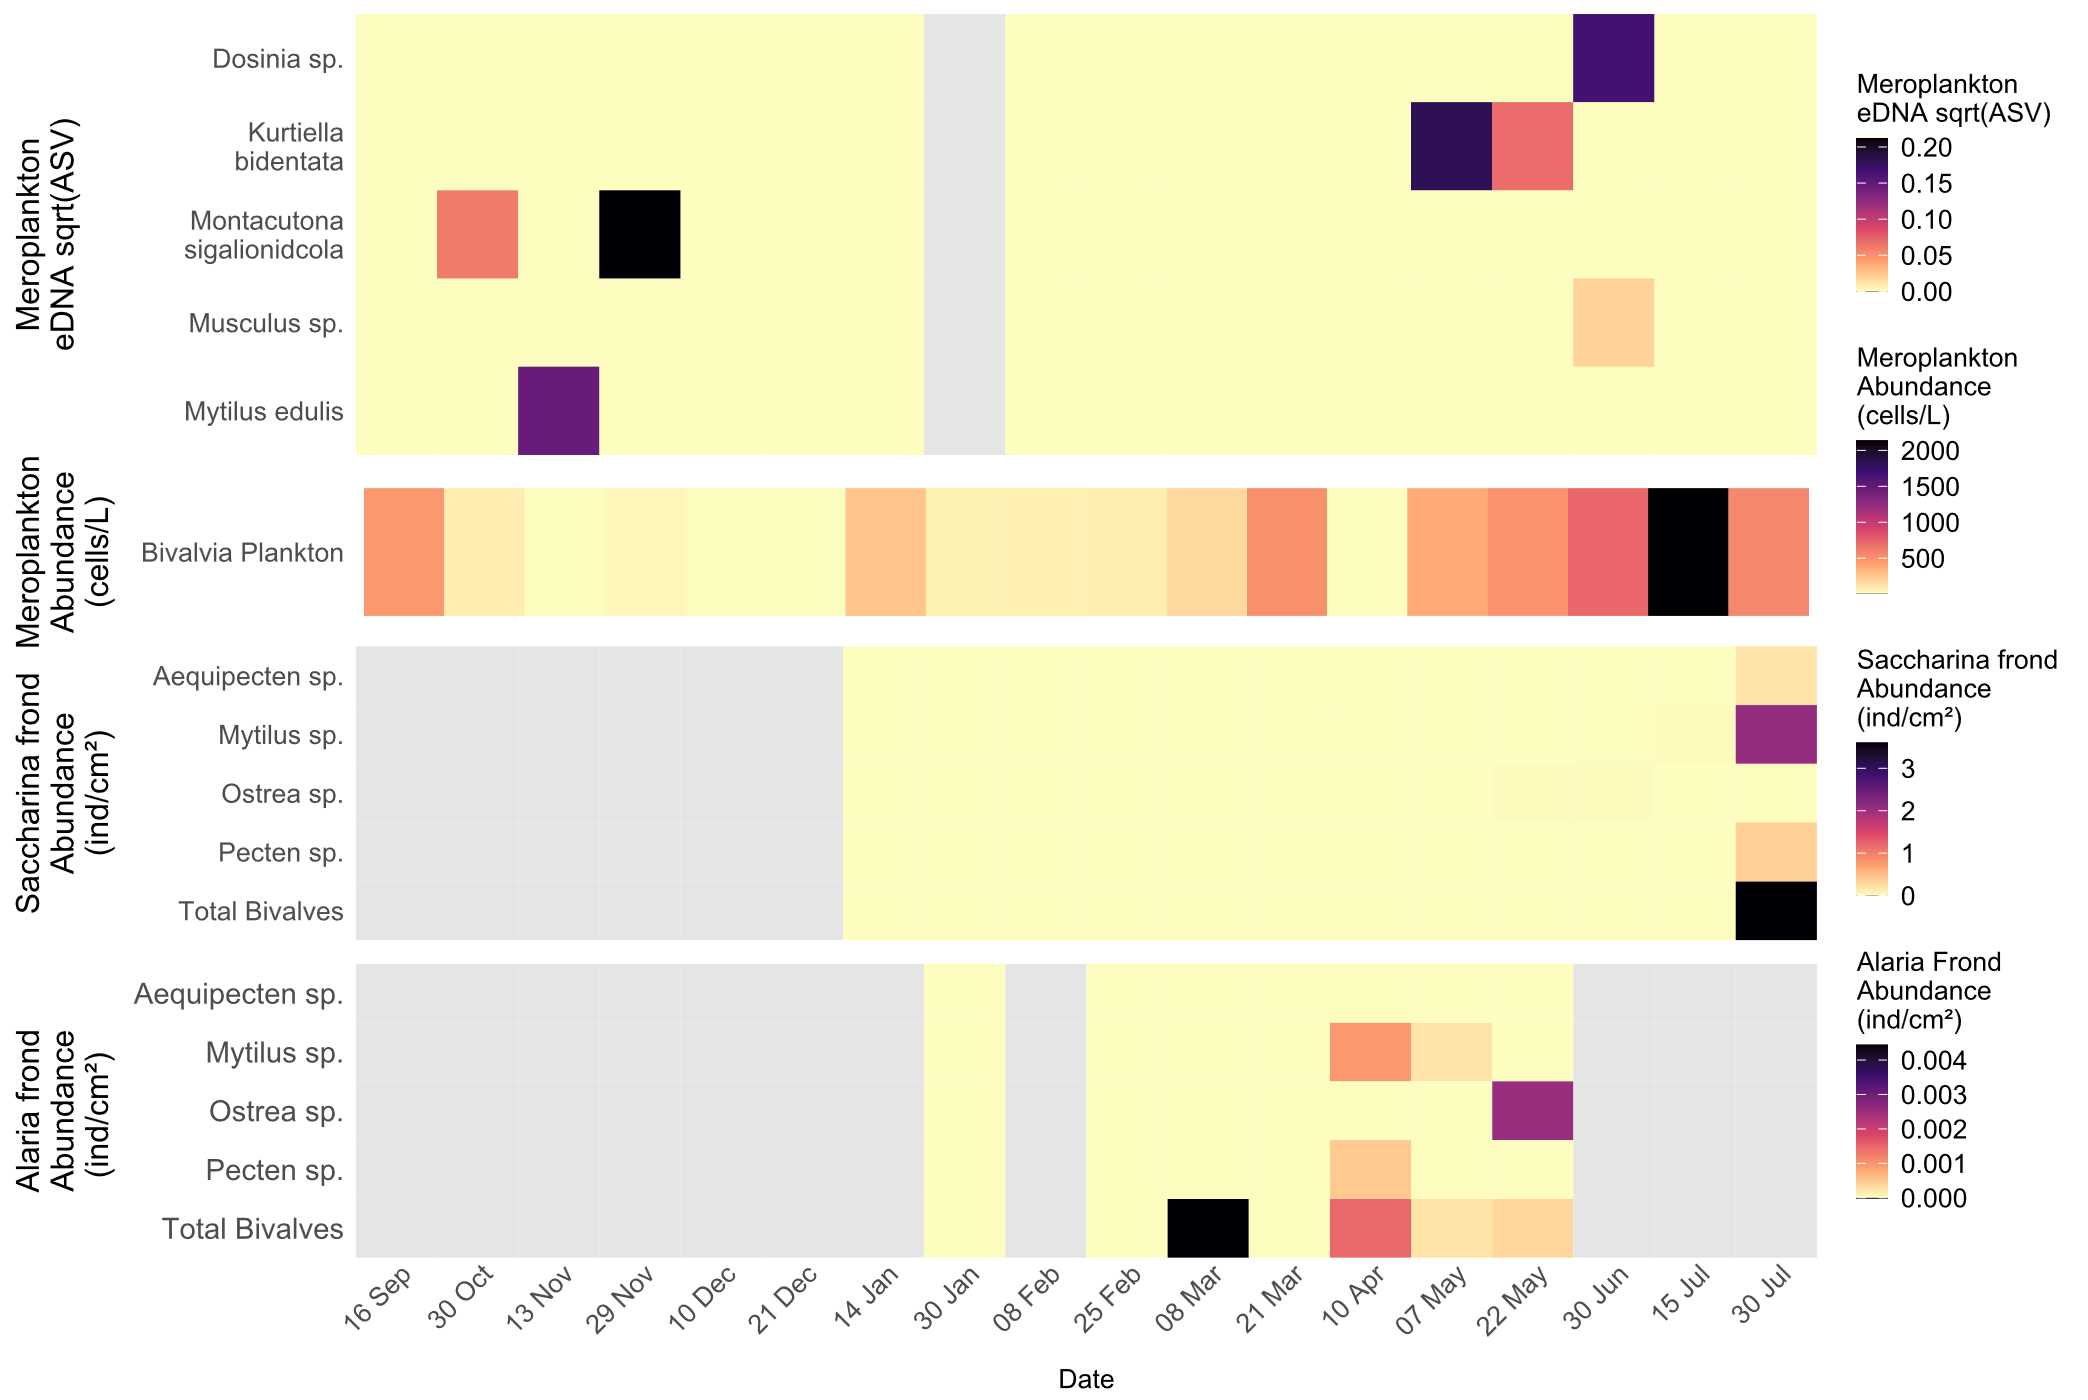 Meroplankton
eDNA sqrt(ASV)
Dosinia sp.
Kurtiella
bidentata
Montacutona
sigalionidcola
Musculus sp.
Mytilus edulis
Meroplankton
eDNA sqrt(ASV)
0.20
0.15
0.10
0.05
0.00
Meroplankton
Abundance
(cells/L)
Bivalvia Plankton
Meroplankton
Abundance
(cells/L)
2000
1500
1000
500
Saccharina frond
Abundance
(ind/cm²)
Aequipecten sp.
Mytilus sp.
Ostrea sp.
Pecten sp.
Total Bivalves
Saccharina frond
Abundance
(ind/cm²)
3
2
1
0
Alaria frond
Abundance
(ind/cm²)
Aequipecten sp.
Mytilus sp.
Ostrea sp.
Pecten sp.
Total Bivalves
Alaria Frond
Abundance
(ind/cm²)
0.004
0.003
0.002
0.001
0.000
16 Sep
30 Oct
13 Nov
29 Nov
10 Dec
21 Dec
14 Jan
30 Jan
08 Feb
25 Feb
08 Mar
21 Mar
10 Apr
07 May
22 May
30 Jun
15 Jul
30 Jul
Date